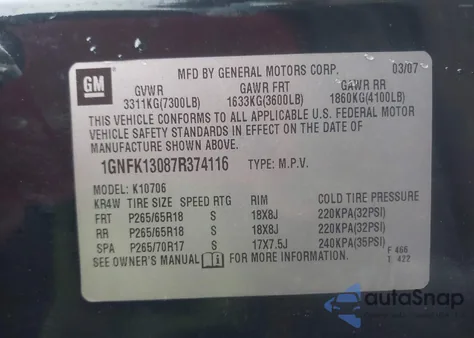 GM
MFD BY GENERAL MOTORS CORP. 03/07
GVWR GAWR FRT GAWR RR
3311KG(7300LB) 1633KG(3600LB) 1860KG(4100LB)
THIS VEHICLE CONFORMS TO ALL APPLICABLE U.S. FEDERAL MOTOR
VEHICLE SAFETY STANDARDS IN EFFECT ON THE DATE OF
MANUFACTURE SHOWN ABOVE.
1GNFK13087R374116 TYPE: M.P.V.
MODEL: K10706
KR4W TIRE SIZE SPEED RTG RIM COLD TIRE PRESSURE
FRT P265/65R18 S 18X8J 220KPA(32PSI)
RR P265/65R18 S 18X8J 220KPA(32PSI)
SPA P265/70R17 S 17X7.5J 240KPA(35PSI)
SEE OWNER'S MANUAL FOR MORE INFORMATION.
F 466
T 422
autoSnap